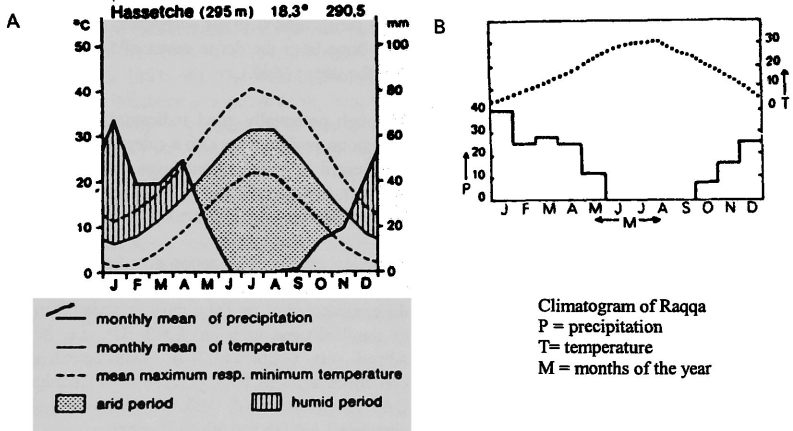 A
Hassetche (295 m) 18.3° 290.5
°C
mm
50
40
30
20
10
0
100
80
60
40
20
0
J F M A M J J A S O N D
monthly mean of precipitation
monthly mean of temperature
mean maximum resp. minimum temperature
arid period
humid period
B
30
20
10
0
T
40
30
20
10
0
P
J F M A M J J A S O N D
M
Climatogram of Raqqa
P = precipitation
T= temperature
M = months of the year